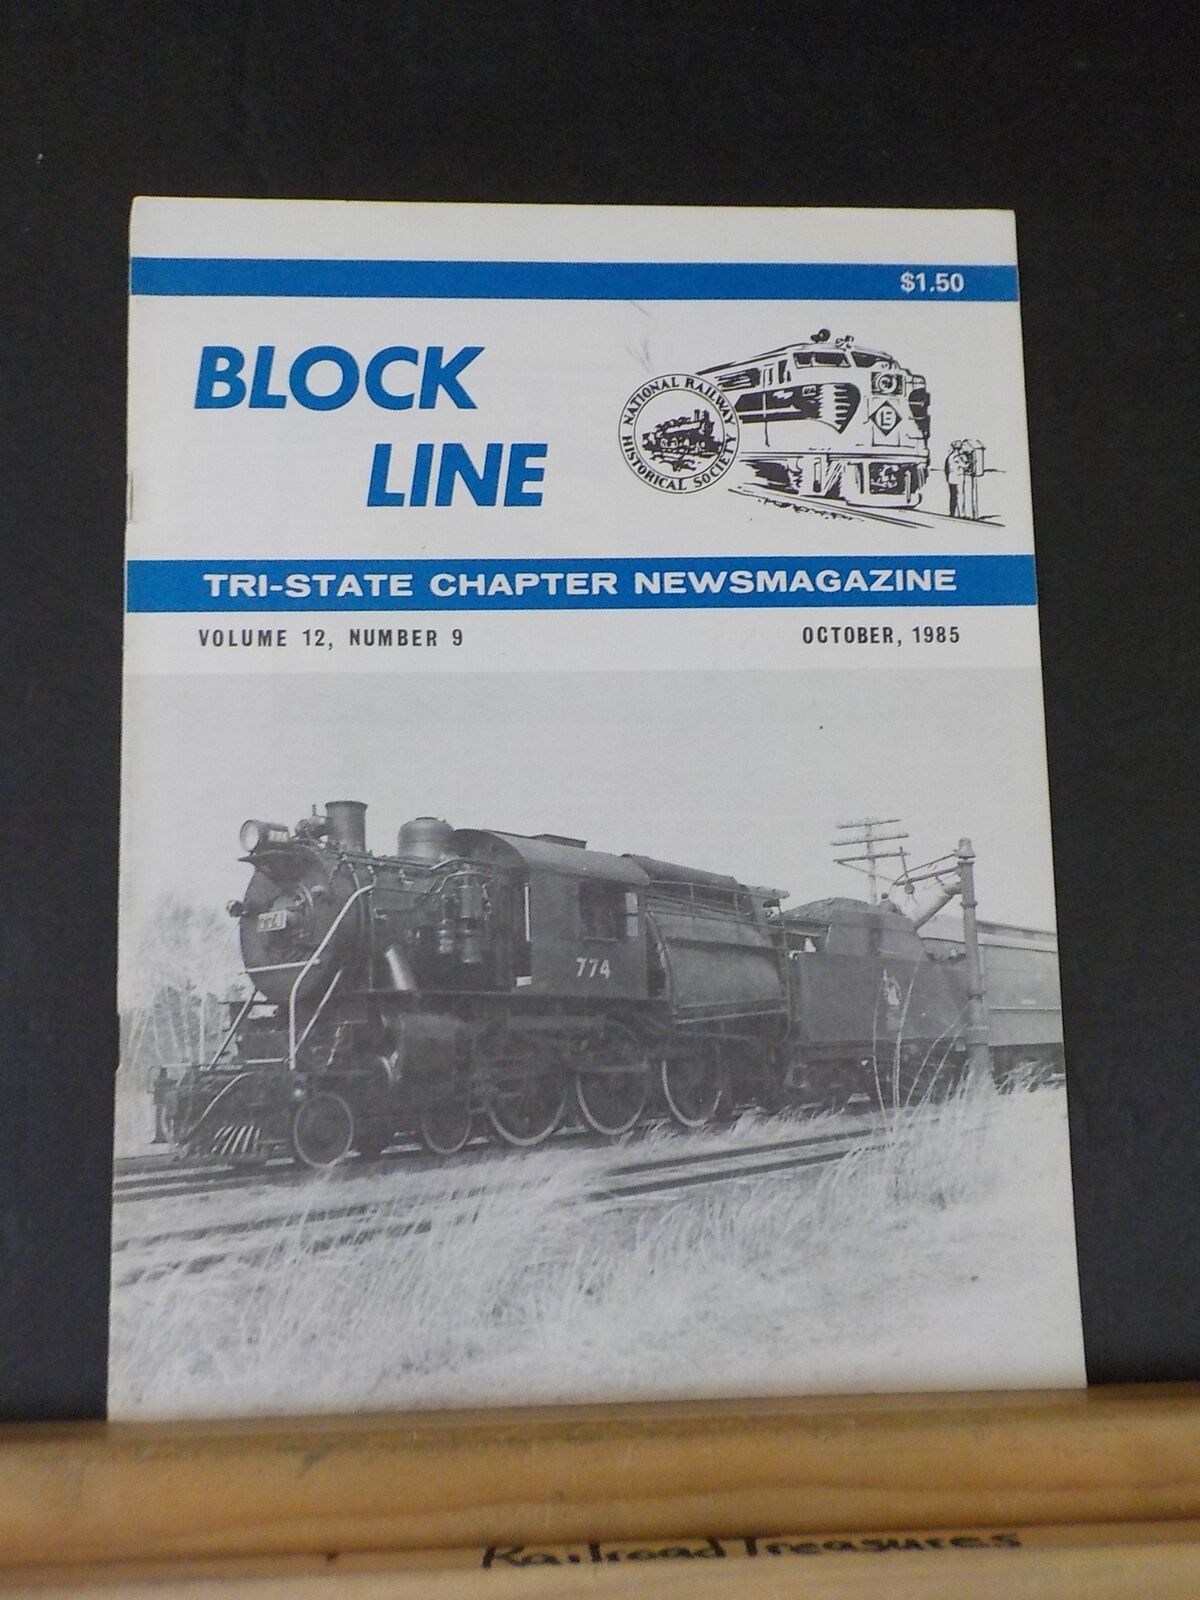 $1.50
BLOCK
LINE
NATIONAL RAILWAY
HISTORICAL SOCIETY
E
TRI-STATE CHAPTER NEWSMAGAZINE
VOLUME 12, NUMBER 9
OCTOBER, 1985
774
Railroad Treasures